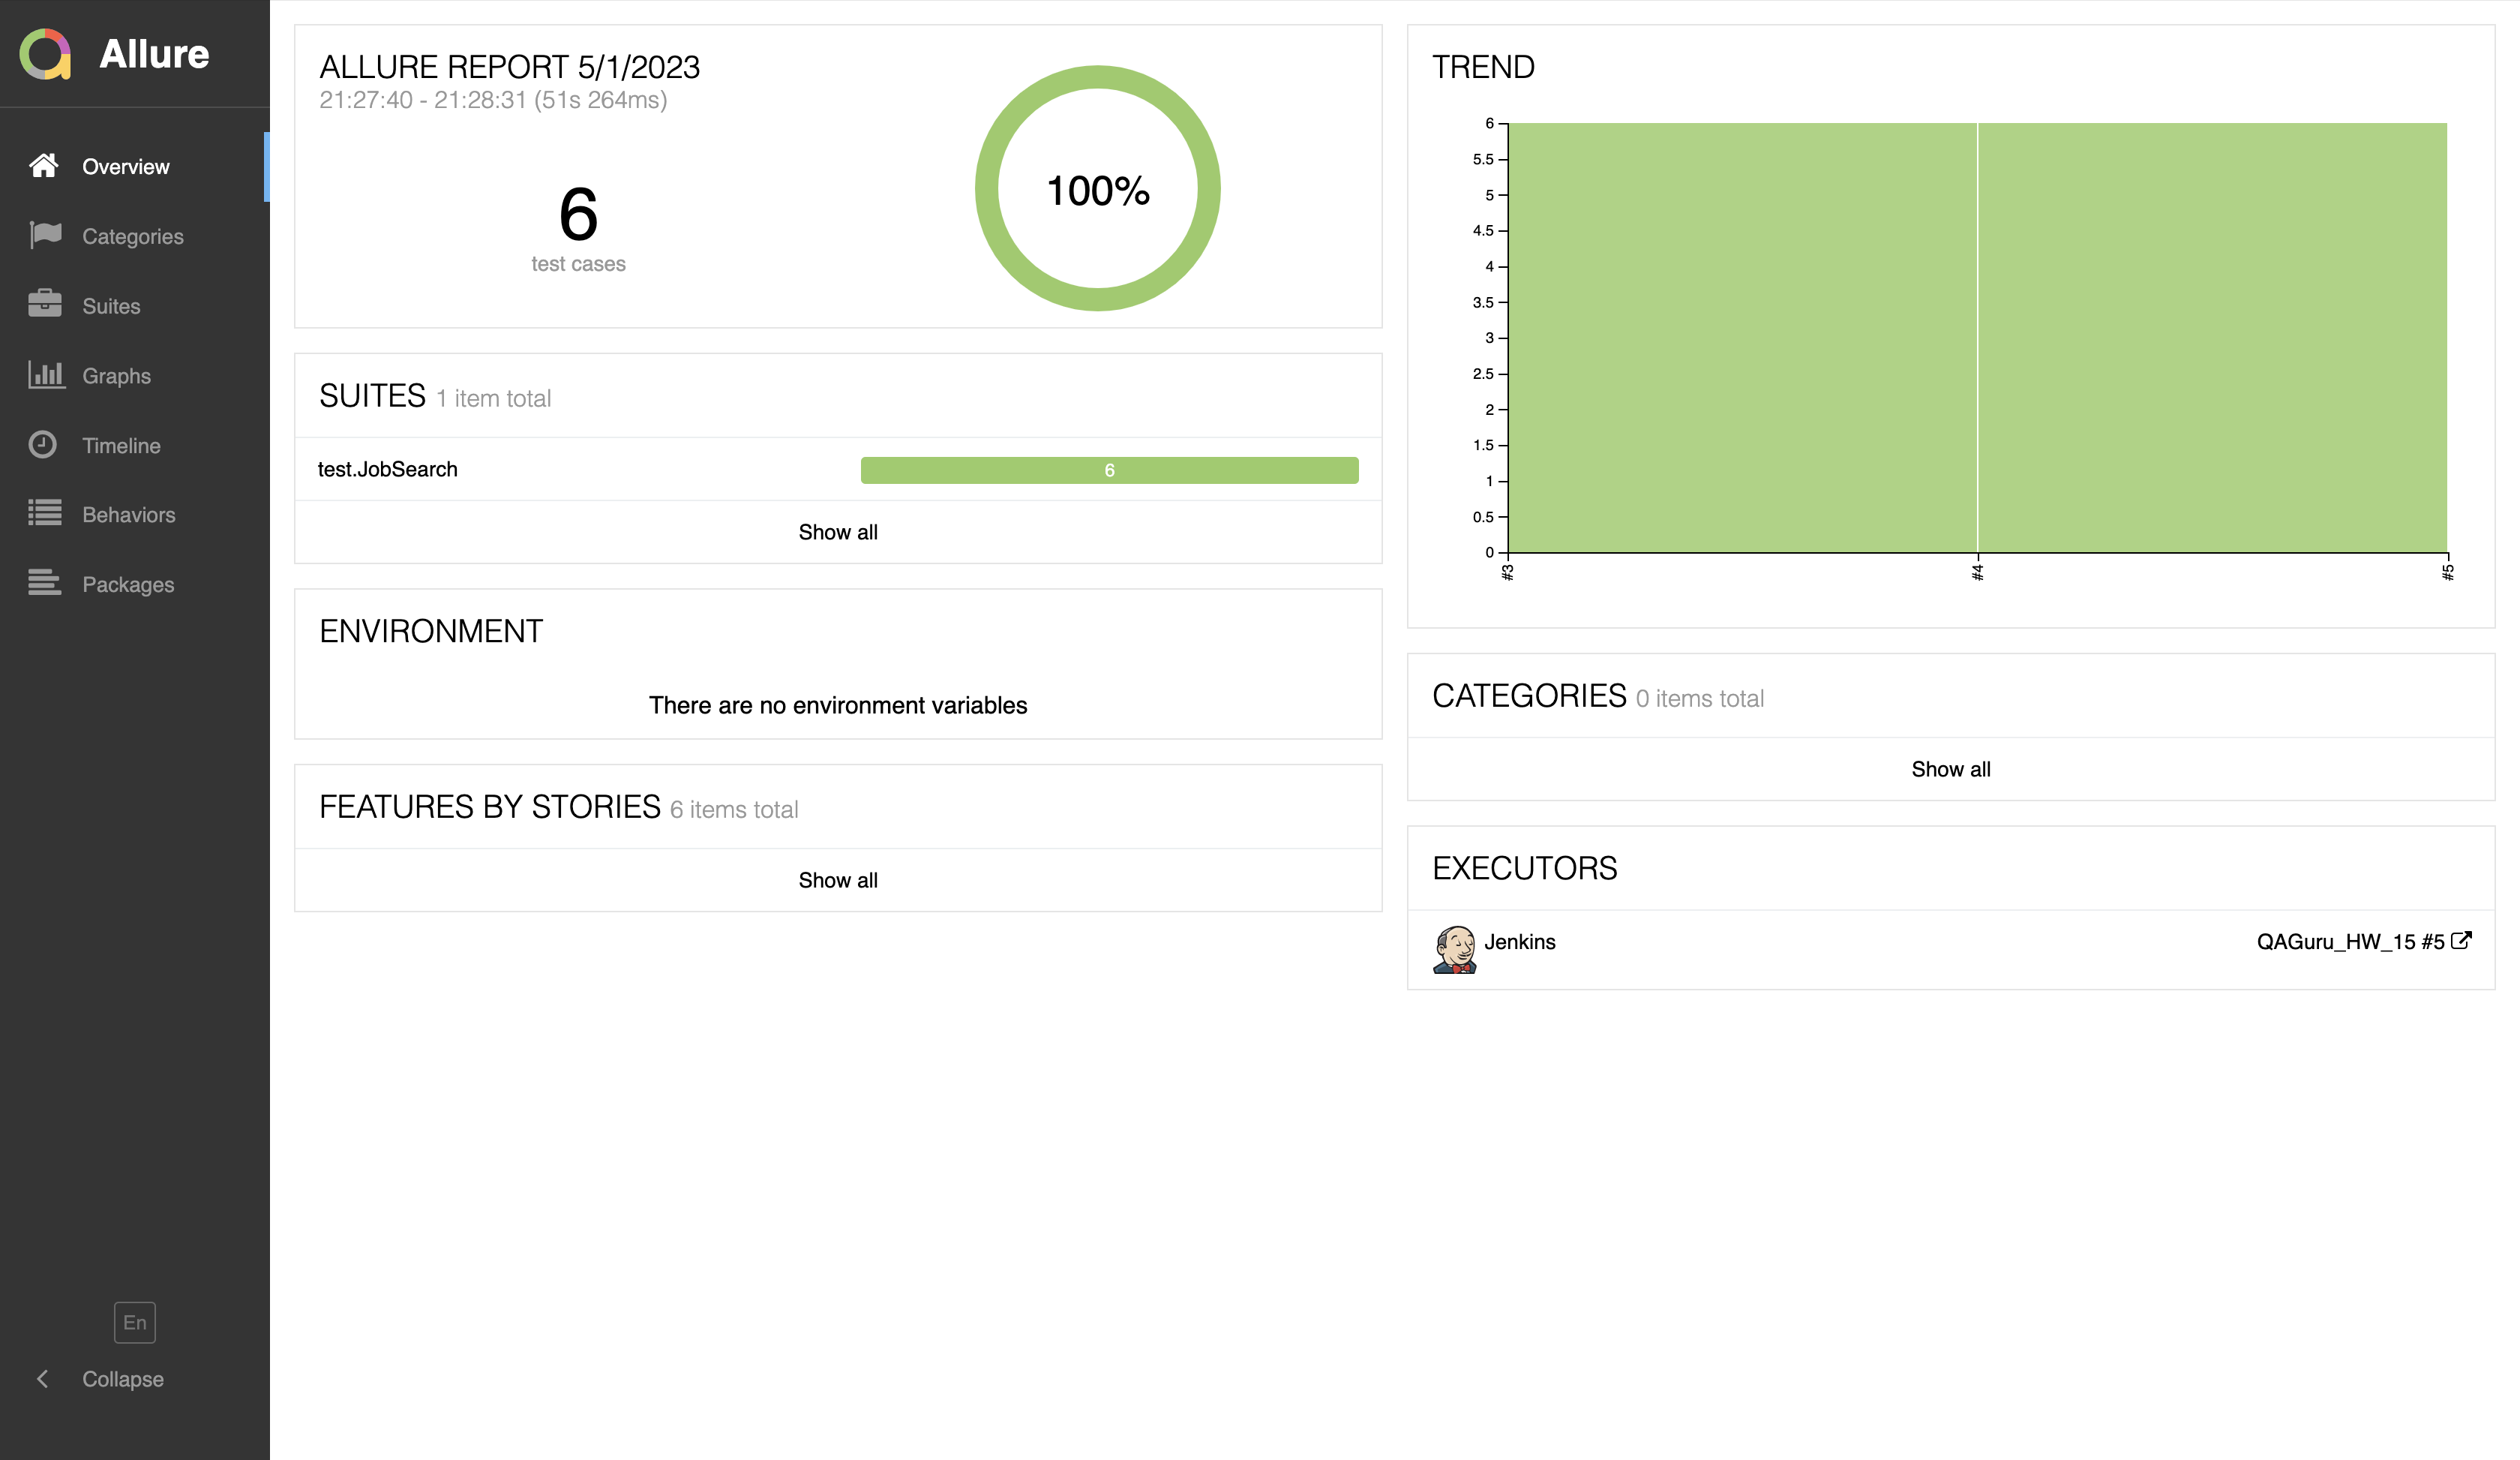 Allure
Overview
Categories
Suites
Graphs
Timeline
Behaviors
Packages
En
Collapse
ALLURE REPORT 5/1/2023
21:27:40 - 21:28:31 (51s 264ms)
6
test cases
100%
SUITES 1 item total
test.JobSearch 6
Show all
ENVIRONMENT
There are no environment variables
FEATURES BY STORIES 6 items total
Show all
TREND
6
5.5
5
4.5
4
3.5
3
2.5
2
1.5
1
0.5
0
#3 #4 #5
CATEGORIES 0 items total
Show all
EXECUTORS
Jenkins QAGuru_HW_15 #5